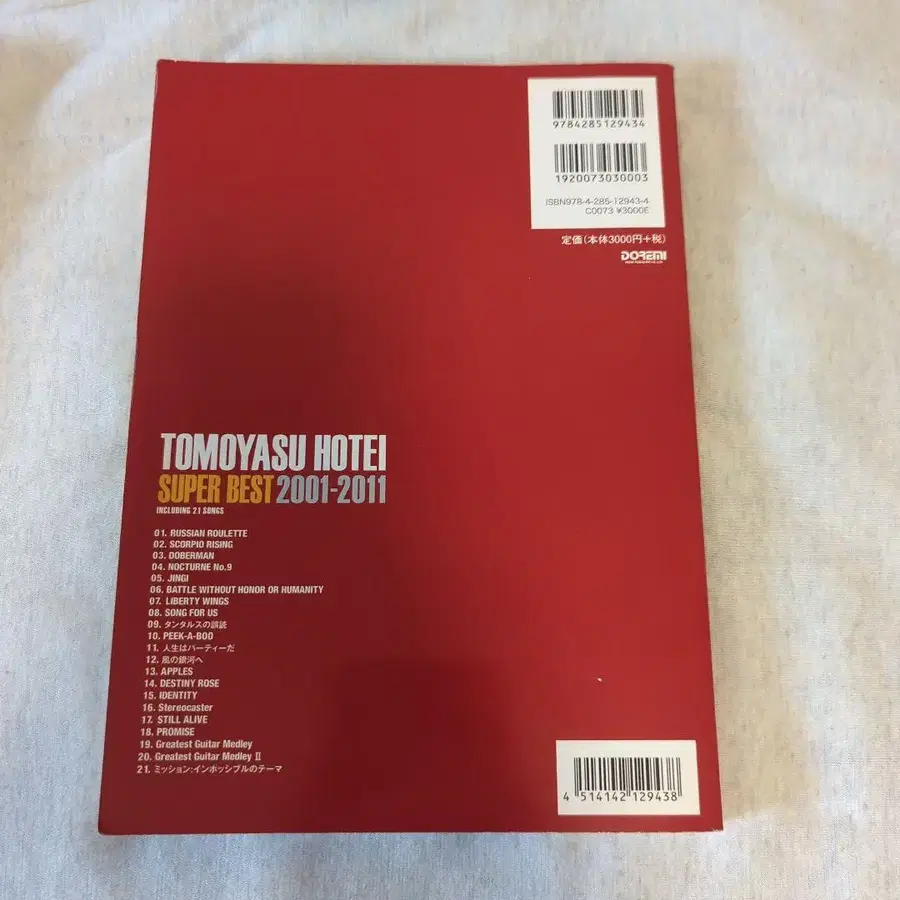 9784285129434
1920073030003
ISBN978-4-285-12943-4
C0073 ¥3000E
定価(本体3000円+税)
DOREMI
TOMOYASU HOTEI
SUPER BEST 2001-2011
INCLUDING 21 SONGS
01. RUSSIAN ROULETTE
02. SCORPIO RISING
03. DOBERMAN
04. NOCTURNE No.9
05. JINGI
06. BATTLE WITHOUT HONOR OR HUMANITY
07. LIBERTY WINGS
08. SONG FOR US
09. タンタルスの誤読
10. PEEK-A-BOO
11. 人生はパーティーだ
12. 風の銀河へ
13. APPLES
14. DESTINY ROSE
15. IDENTITY
16. Stereocaster
17. STILL ALIVE
18. PROMISE
19. Greatest Guitar Medley
20. Greatest Guitar Medley Ⅱ
21. ミッション:インポッシブルのテーマ
4 514142 129438